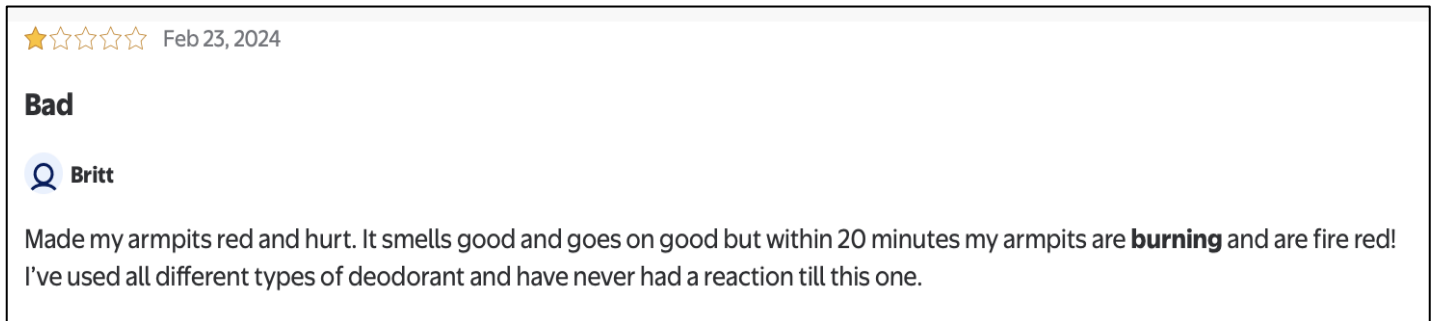 Feb 23, 2024
Bad
Britt
Made my armpits red and hurt. It smells good and goes on good but within 20 minutes my armpits are burning and are fire red!
I’ve used all different types of deodorant and have never had a reaction till this one.